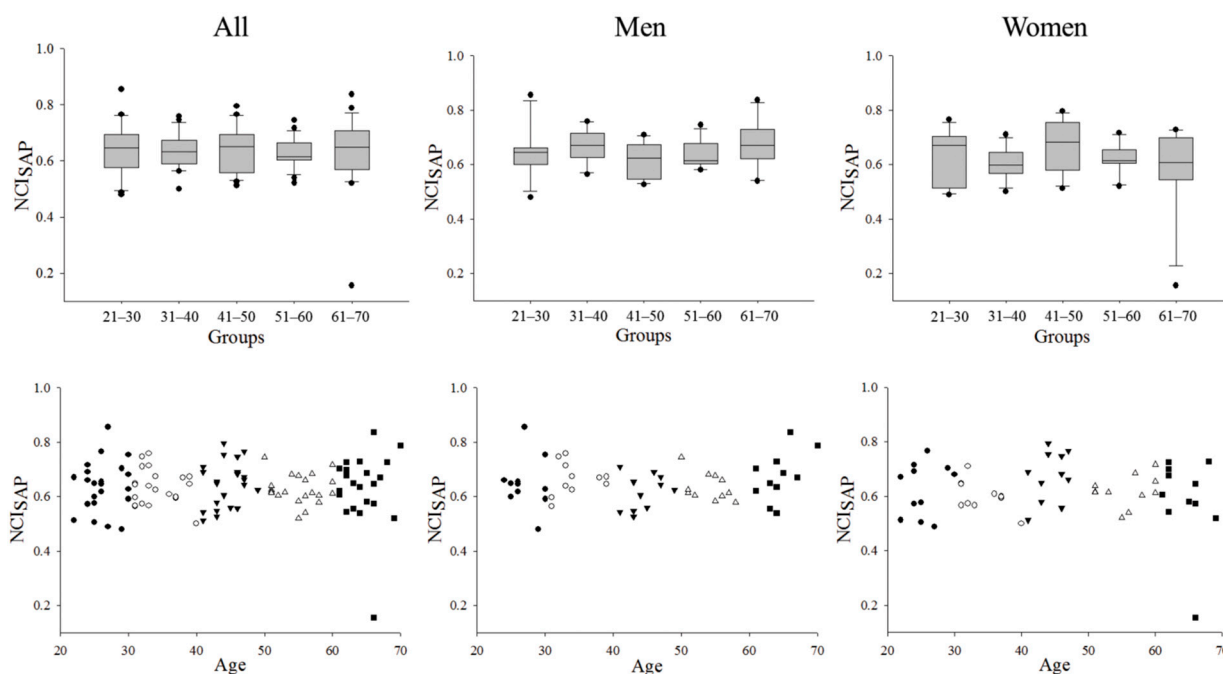 All Men Women
1.0 1.0 1.0
0.8 0.8 0.8
0.6 0.6 0.6
0.4 0.4 0.4
0.2 0.2 0.2
NCISAP NCISAP NCISAP
21–30 31–40 41–50 51–60 61–70 21–30 31–40 41–50 51–60 61–70 21–30 31–40 41–50 51–60 61–70
Groups Groups Groups
1.0 1.0 1.0
0.8 0.8 0.8
0.6 0.6 0.6
0.4 0.4 0.4
0.2 0.2 0.2
NCISAP NCISAP NCISAP
20 30 40 50 60 70 20 30 40 50 60 70 20 30 40 50 60 70
Age Age Age